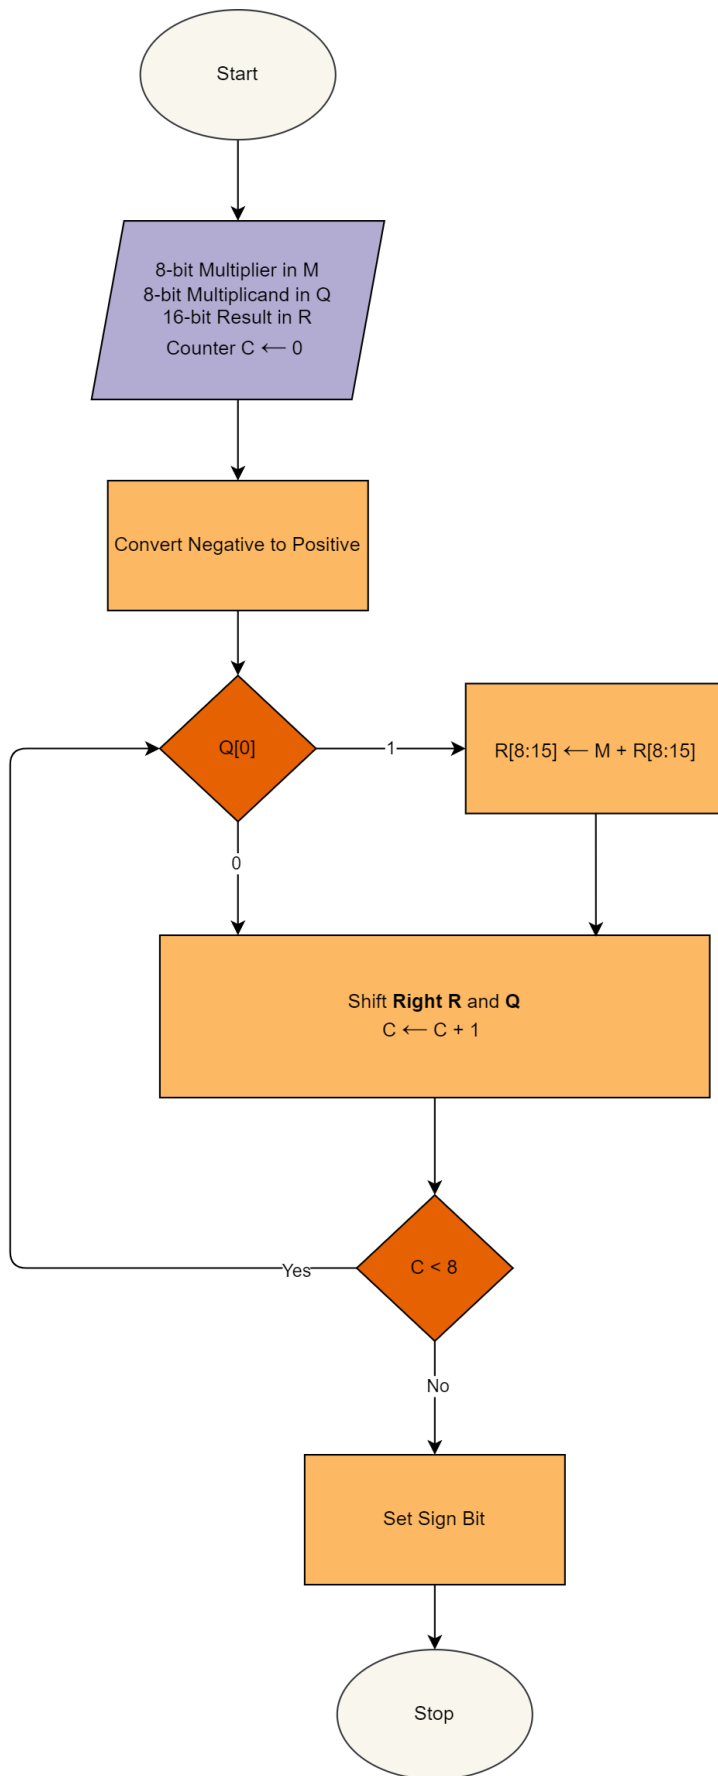 Start
8-bit Multiplier in M
8-bit Multiplicand in Q
16-bit Result in R
Counter C ⟵ 0
Convert Negative to Positive
Q[0]
1
R[8:15] ⟵ M + R[8:15]
0
Shift Right R and Q
C ⟵ C + 1
C < 8
Yes
No
Set Sign Bit
Stop